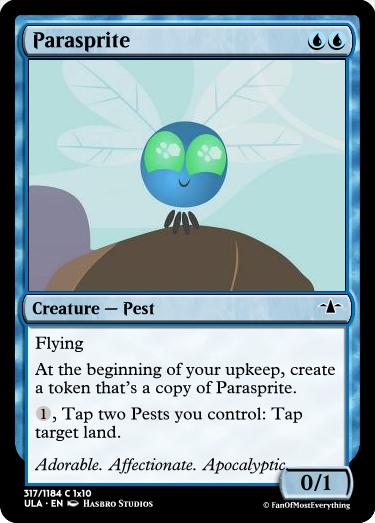 Parasprite
Creature — Pest
Flying
At the beginning of your upkeep, create
a token that's a copy of Parasprite.
1, Tap two Pests you control: Tap
target land.
Adorable. Affectionate. Apocalyptic.
0/1
317/1184 C 1x10
ULA • EN Hasbro Studios
© FanOfMostEverything